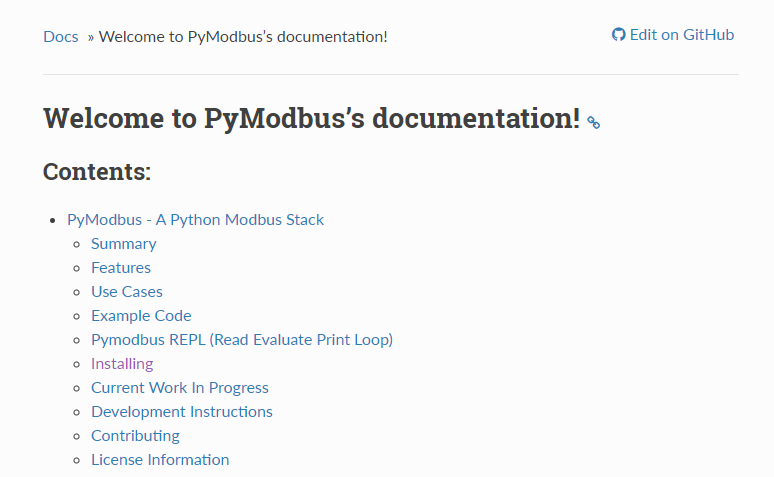 Docs » Welcome to PyModbus’s documentation!
Edit on GitHub
Welcome to PyModbus’s documentation!
Contents:
PyModbus - A Python Modbus Stack
Summary
Features
Use Cases
Example Code
Pymodbus REPL (Read Evaluate Print Loop)
Installing
Current Work In Progress
Development Instructions
Contributing
License Information